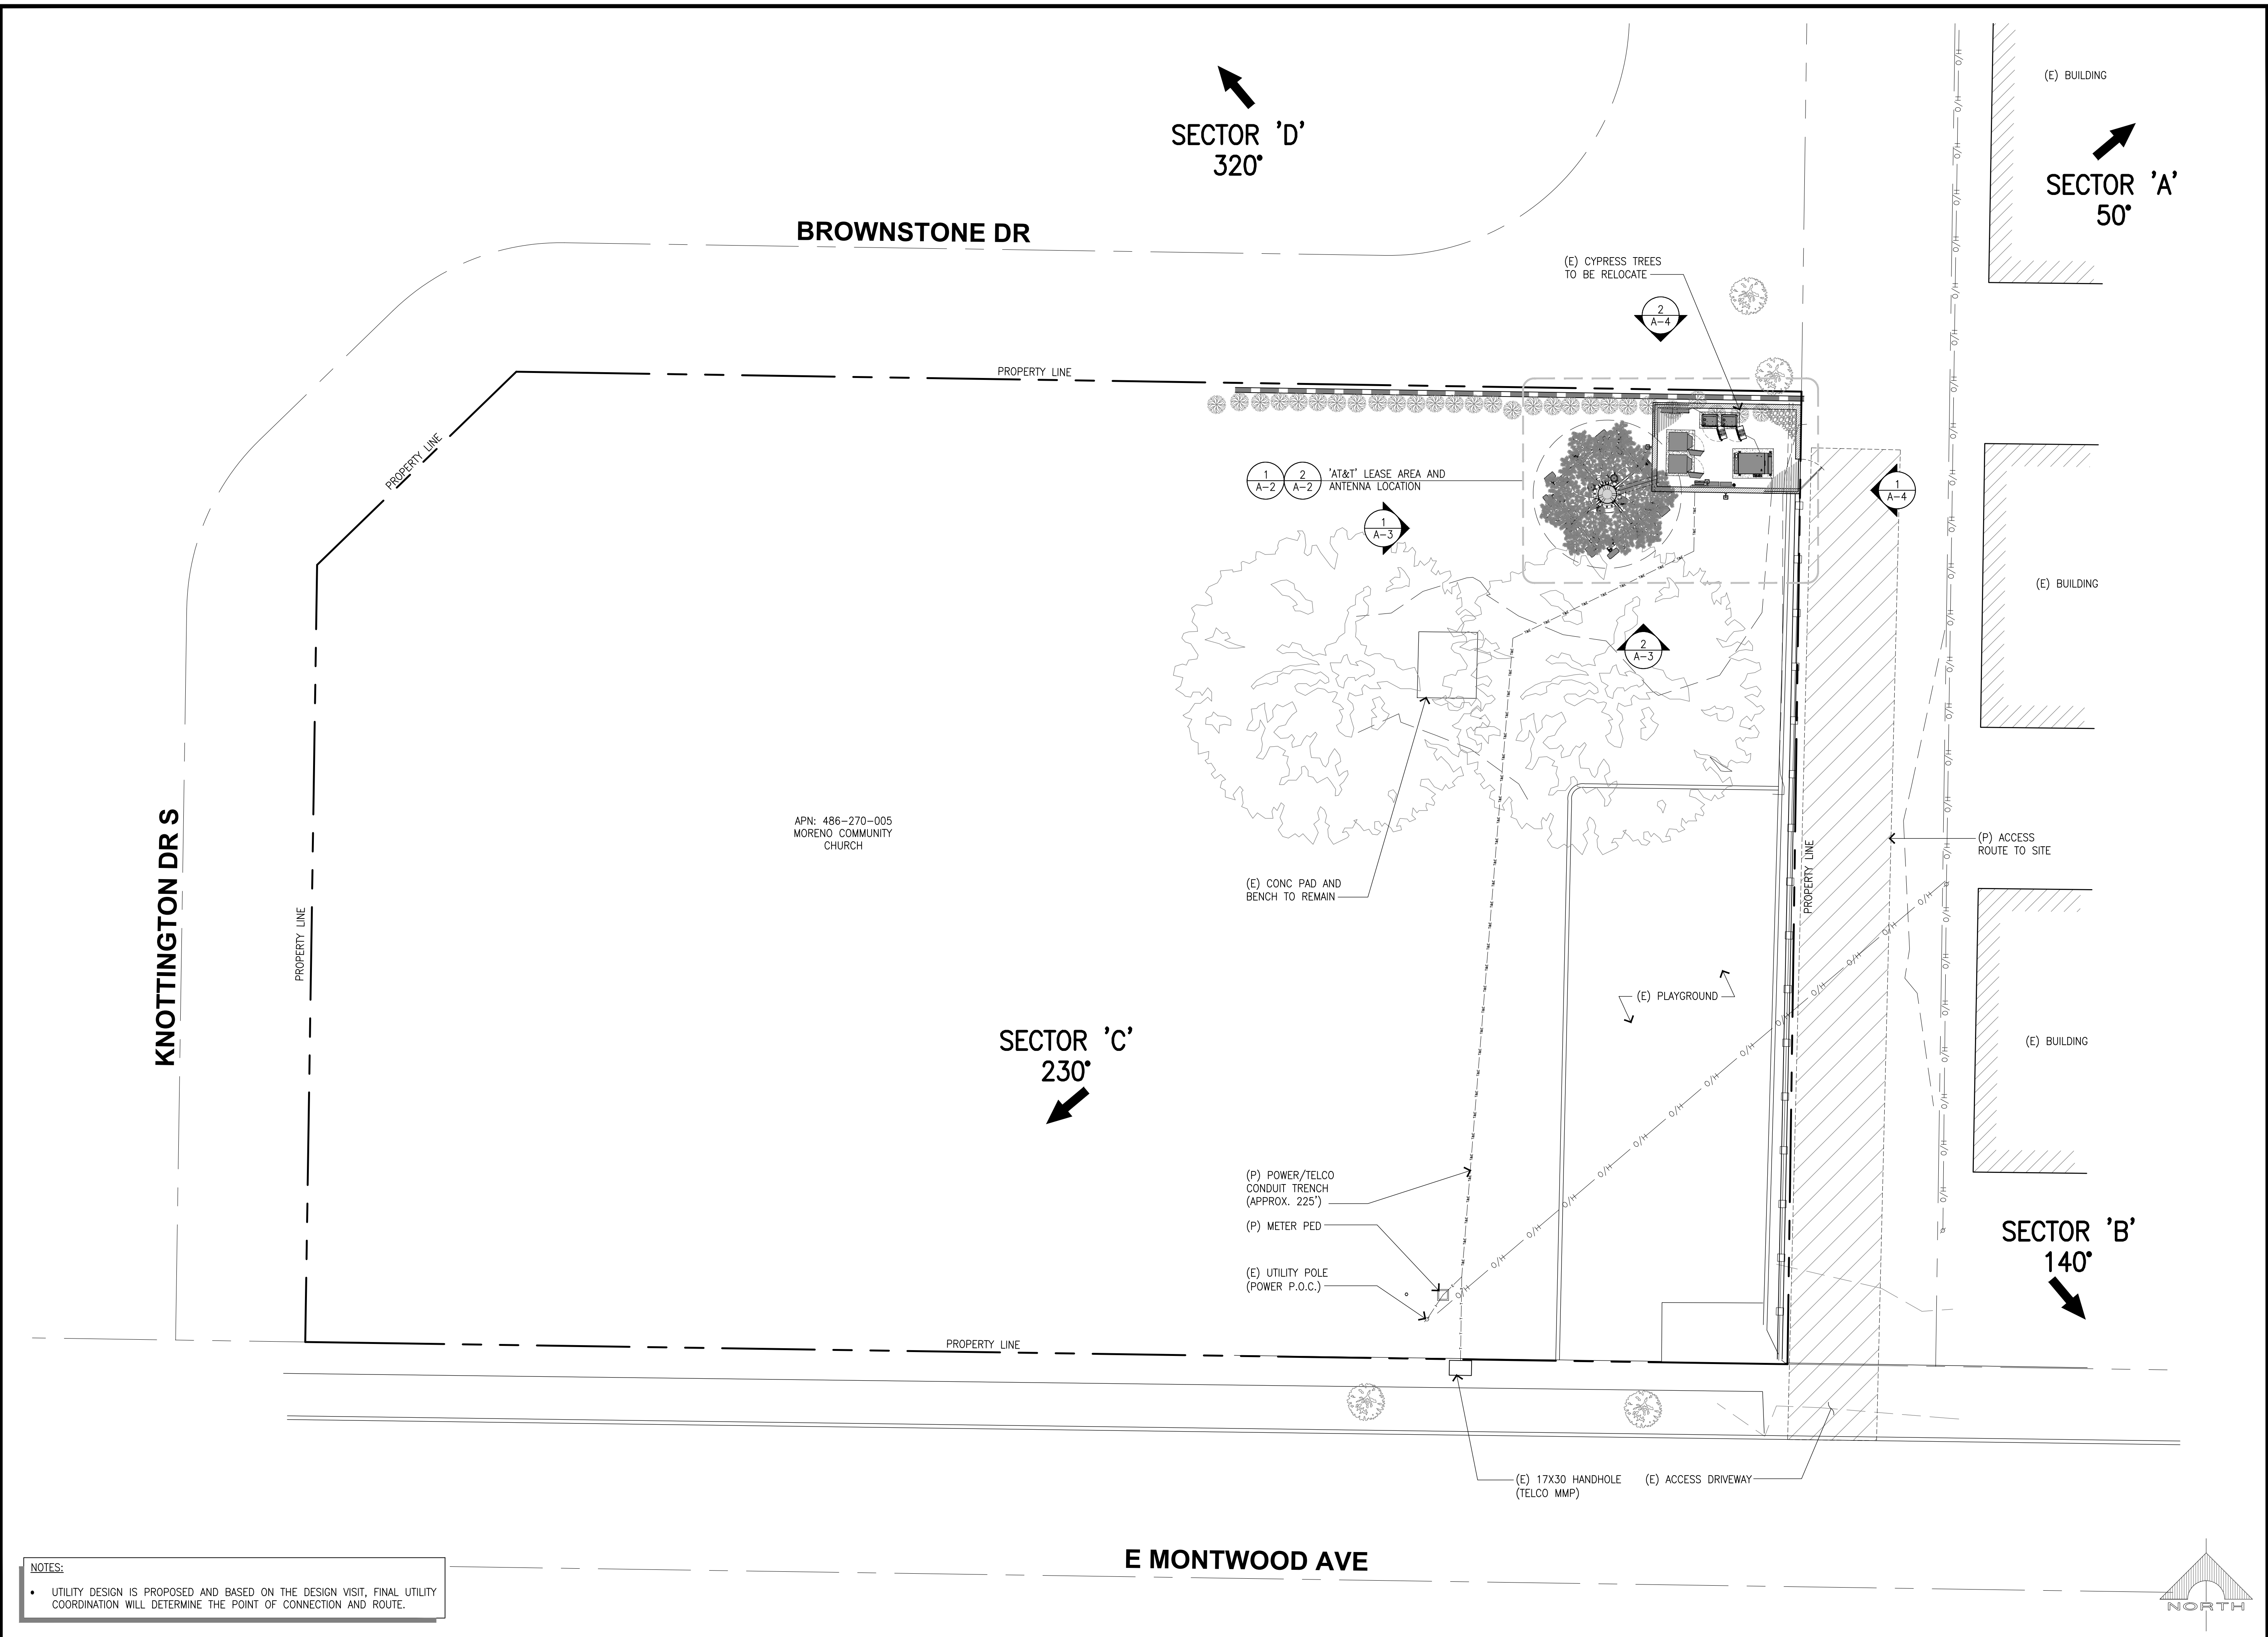 (E) BUILDING
SECTOR 'D'
320°
SECTOR 'A'
50°
BROWNSTONE DR
(E) CYPRESS TREES
TO BE RELOCATE
2
A-4
PROPERTY LINE
PROPERTY LINE
1
A-2
2
A-2
'AT&T' LEASE AREA AND
ANTENNA LOCATION
1
A-4
1
A-3
(E) BUILDING
2
A-3
KNOTTINGTON DR S
APN: 486-270-005
MORENO COMMUNITY
CHURCH
(P) ACCESS
ROUTE TO SITE
PROPERTY LINE
(E) CONC PAD AND
BENCH TO REMAIN
PROPERTY LINE
(E) PLAYGROUND
SECTOR 'C'
230°
(E) BUILDING
O/H
O/H
O/H
O/H
O/H
O/H
O/H
O/H
O/H
O/H
O/H
O/H
(P) POWER/TELCO
CONDUIT TRENCH
(APPROX. 225')
(P) METER PED
(E) UTILITY POLE
(POWER P.O.C.)
SECTOR 'B'
140°
PROPERTY LINE
(E) 17X30 HANDHOLE
(TELCO MMP)
(E) ACCESS DRIVEWAY
E MONTWOOD AVE
NOTES:
• UTILITY DESIGN IS PROPOSED AND BASED ON THE DESIGN VISIT, FINAL UTILITY
COORDINATION WILL DETERMINE THE POINT OF CONNECTION AND ROUTE.
NORTH